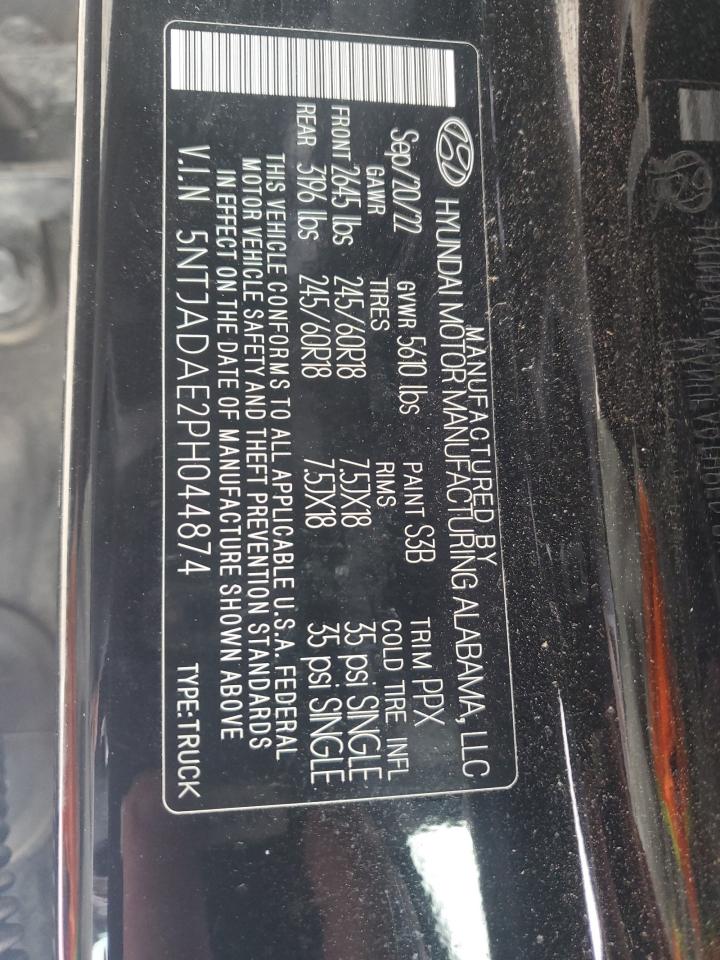 MANUFACTURED BY
HYUNDAI MOTOR MANUFACTURING ALABAMA, LLC
Sep/20/22 GVWR 5610 lbs PAINT S3B TRIM PPX
GAWR TIRES RIMS COLD TIRE INFL
FRONT 2645 lbs 245/60R18 7.5JX18 35 psi SINGLE
REAR 3196 lbs 245/60R18 7.5JX18 35 psi SINGLE
THIS VEHICLE CONFORMS TO ALL APPLICABLE U.S.A. FEDERAL
MOTOR VEHICLE SAFETY AND THEFT PREVENTION STANDARDS
IN EFFECT ON THE DATE OF MANUFACTURE SHOWN ABOVE
V.I.N 5NTJADAE2PH044874 TYPE:TRUCK